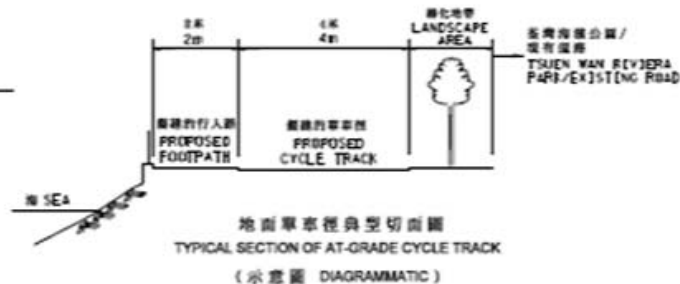 2米
2m
4米
4m
綠化地帶
LANDSCAPE
AREA
荃灣海濱公園/
現有道路
TSUEN WAN RIVIERA
PARK/EXISTING ROAD
擬建的行人路
PROPOSED
FOOTPATH
擬建的單車徑
PROPOSED
CYCLE TRACK
海 SEA
地面單車徑典型切面圖
TYPICAL SECTION OF AT-GRADE CYCLE TRACK
(示意圖 DIAGRAMMATIC)